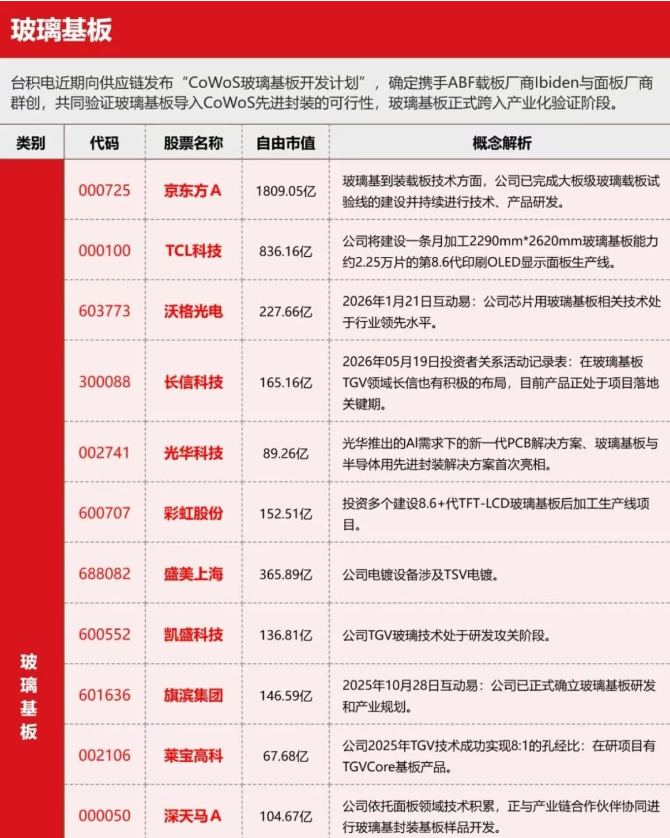 玻璃基板
台积电近期向供应链发布“CoWoS玻璃基板开发计划”，确定携手ABF载板厂商Ibiden与面板厂商
群创，共同验证玻璃基板导入CoWoS先进封装的可行性，玻璃基板正式跨入产业化验证阶段。
类别 代码 股票名称 自由市值 概念解析
玻璃基板
000725 京东方A 1809.05亿 玻璃基到装载板技术方面，公司已完成大板级玻璃载板试
验线的建设并持续进行技术、产品研发。
000100 TCL科技 836.16亿 公司将建设一条月加工2290mm*2620mm玻璃基板能力
约2.25万片的第8.6代印刷OLED显示面板生产线。
603773 沃格光电 227.66亿 2026年1月21日互动易：公司芯片用玻璃基板相关技术处
于行业领先水平。
300088 长信科技 165.16亿 2026年05月19日投资者关系活动记录表：在玻璃基板
TGV领域长信也有积极的布局，目前产品正处于项目落地
关键期。
002741 光华科技 89.26亿 光华推出的AI需求下的新一代PCB解决方案、玻璃基板与
半导体用先进封装解决方案首次亮相。
600707 彩虹股份 152.51亿 投资多个建设8.6+代TFT-LCD玻璃基板后加工生产线项
目。
688082 盛美上海 365.89亿 公司电镀设备涉及TSV电镀。
600552 凯盛科技 136.81亿 公司TGV玻璃技术处于研发攻关阶段。
601636 旗滨集团 146.59亿 2025年10月28日互动易：公司已正式确立玻璃基板研发
和产业规划。
002106 莱宝高科 67.68亿 公司2025年TGV技术成功实现8:1的孔经比：在研项目有
TGVCore基板产品。
000050 深天马A 104.67亿 公司依托面板领域技术积累，正与产业链合作伙伴协同进
行玻璃基封装基板样品开发。